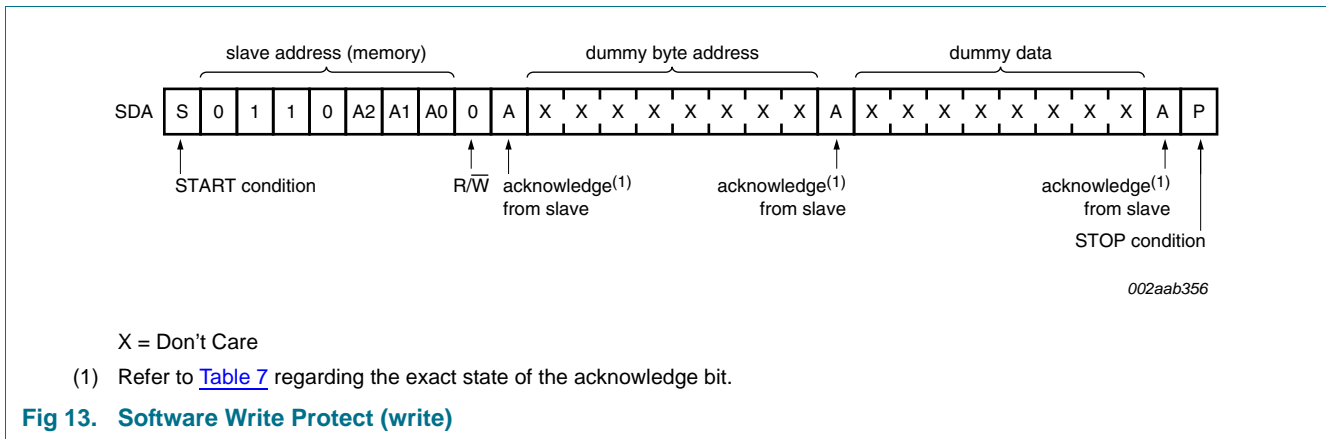 slave address (memory) dummy byte address dummy data
SDA S 0 1 1 0 A2 A1 A0 0 A X X X X X X X X A X X X X X X X X A P
START condition R/W̅ acknowledge(1) acknowledge(1) acknowledge(1)
from slave from slave from slave
STOP condition
002aab356
X = Don't Care
(1) Refer to Table 7 regarding the exact state of the acknowledge bit.
Fig 13. Software Write Protect (write)